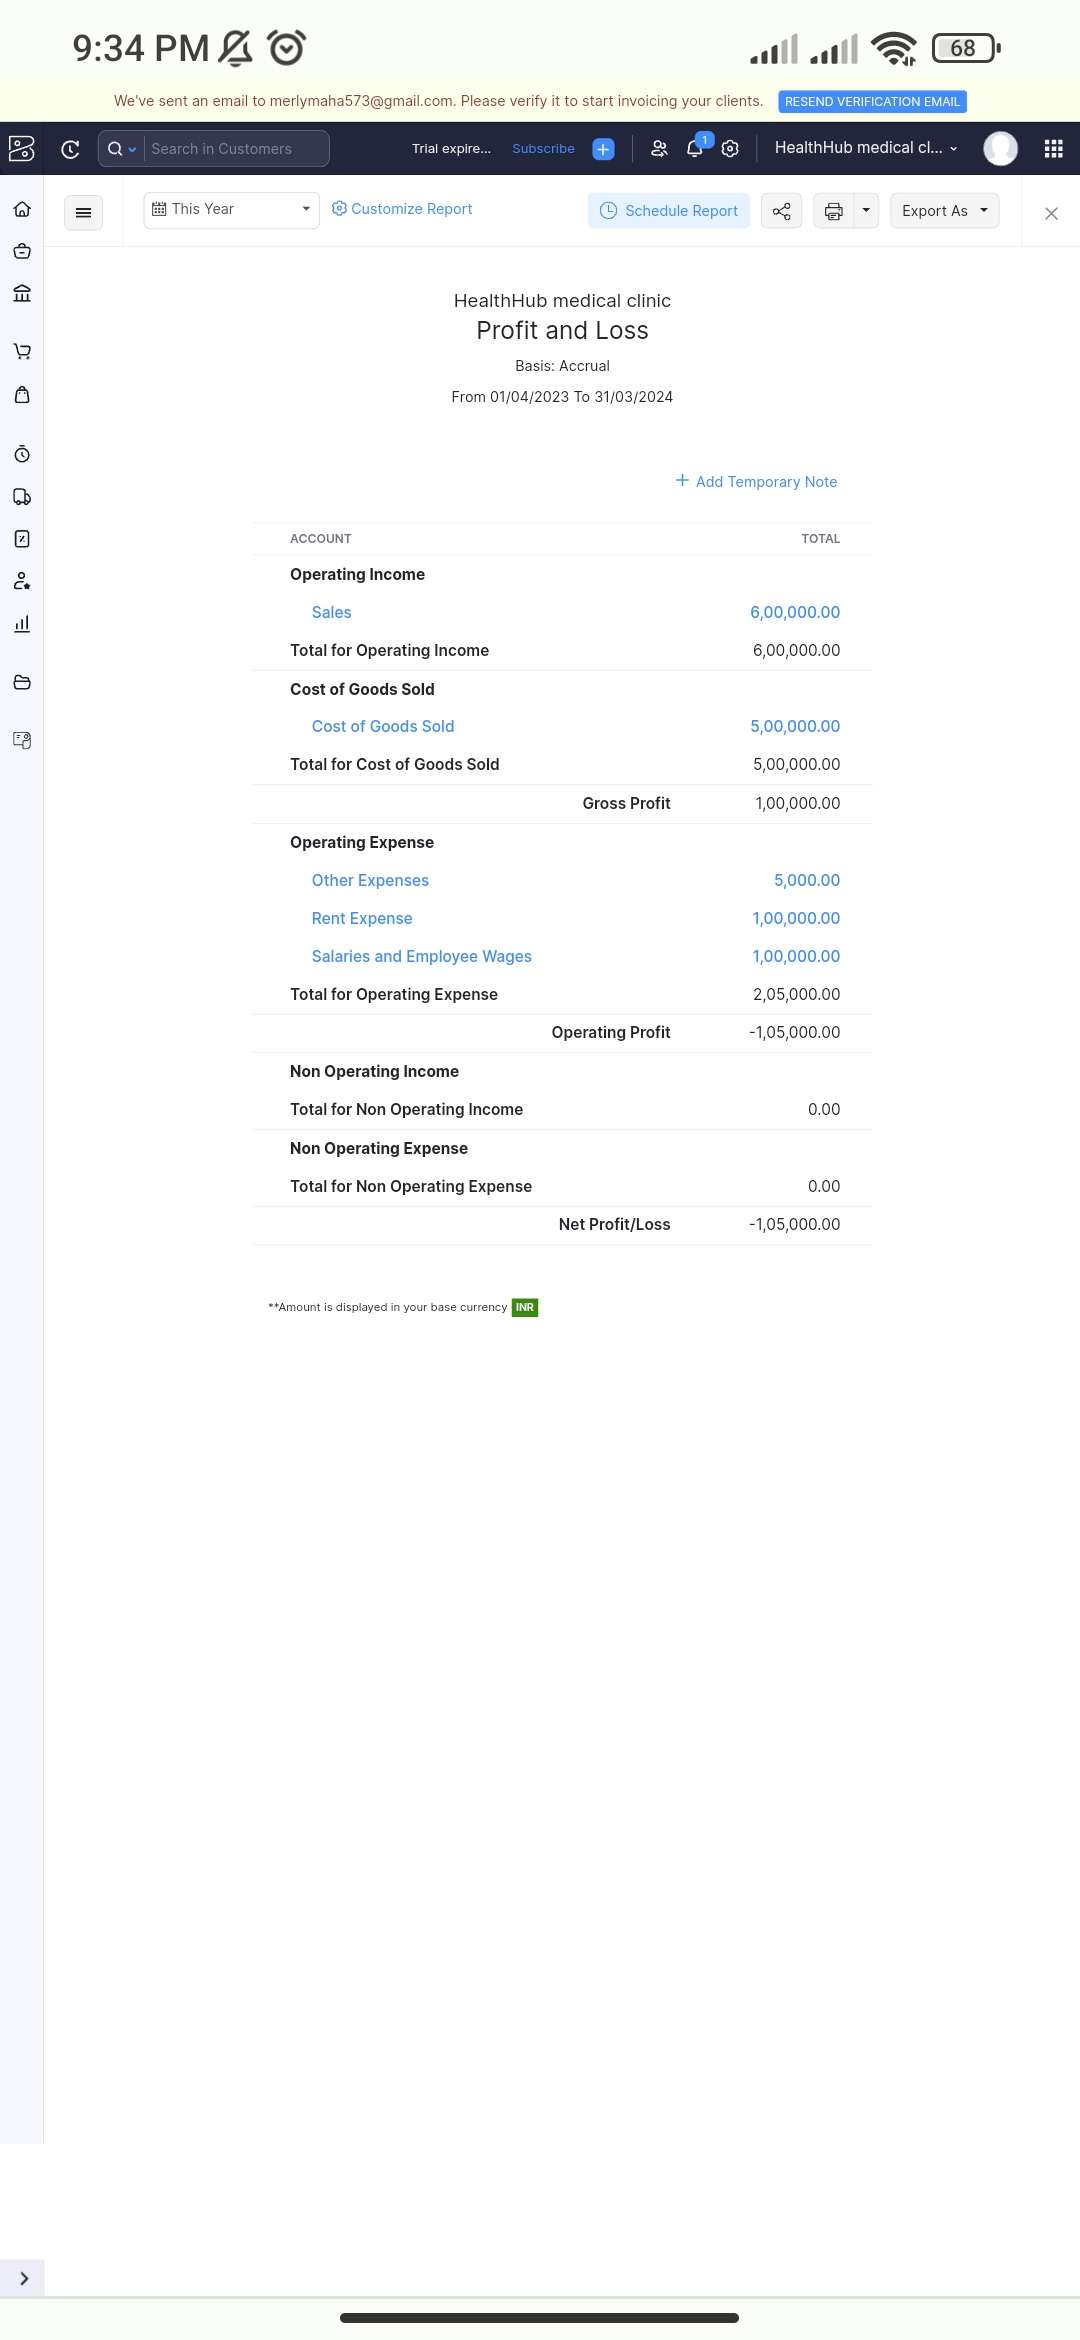 9:34 PM 68
We've sent an email to merlymaha573@gmail.com. Please verify it to start invoicing your clients. RESEND VERIFICATION EMAIL
Search in Customers Trial expire... Subscribe 1 HealthHub medical cl...
This Year Customize Report Schedule Report Export As
HealthHub medical clinic
Profit and Loss
Basis: Accrual
From 01/04/2023 To 31/03/2024
Add Temporary Note
ACCOUNT TOTAL
Operating Income
Sales 6,00,000.00
Total for Operating Income 6,00,000.00
Cost of Goods Sold
Cost of Goods Sold 5,00,000.00
Total for Cost of Goods Sold 5,00,000.00
Gross Profit 1,00,000.00
Operating Expense
Other Expenses 5,000.00
Rent Expense 1,00,000.00
Salaries and Employee Wages 1,00,000.00
Total for Operating Expense 2,05,000.00
Operating Profit -1,05,000.00
Non Operating Income
Total for Non Operating Income 0.00
Non Operating Expense
Total for Non Operating Expense 0.00
Net Profit/Loss -1,05,000.00
**Amount is displayed in your base currency INR